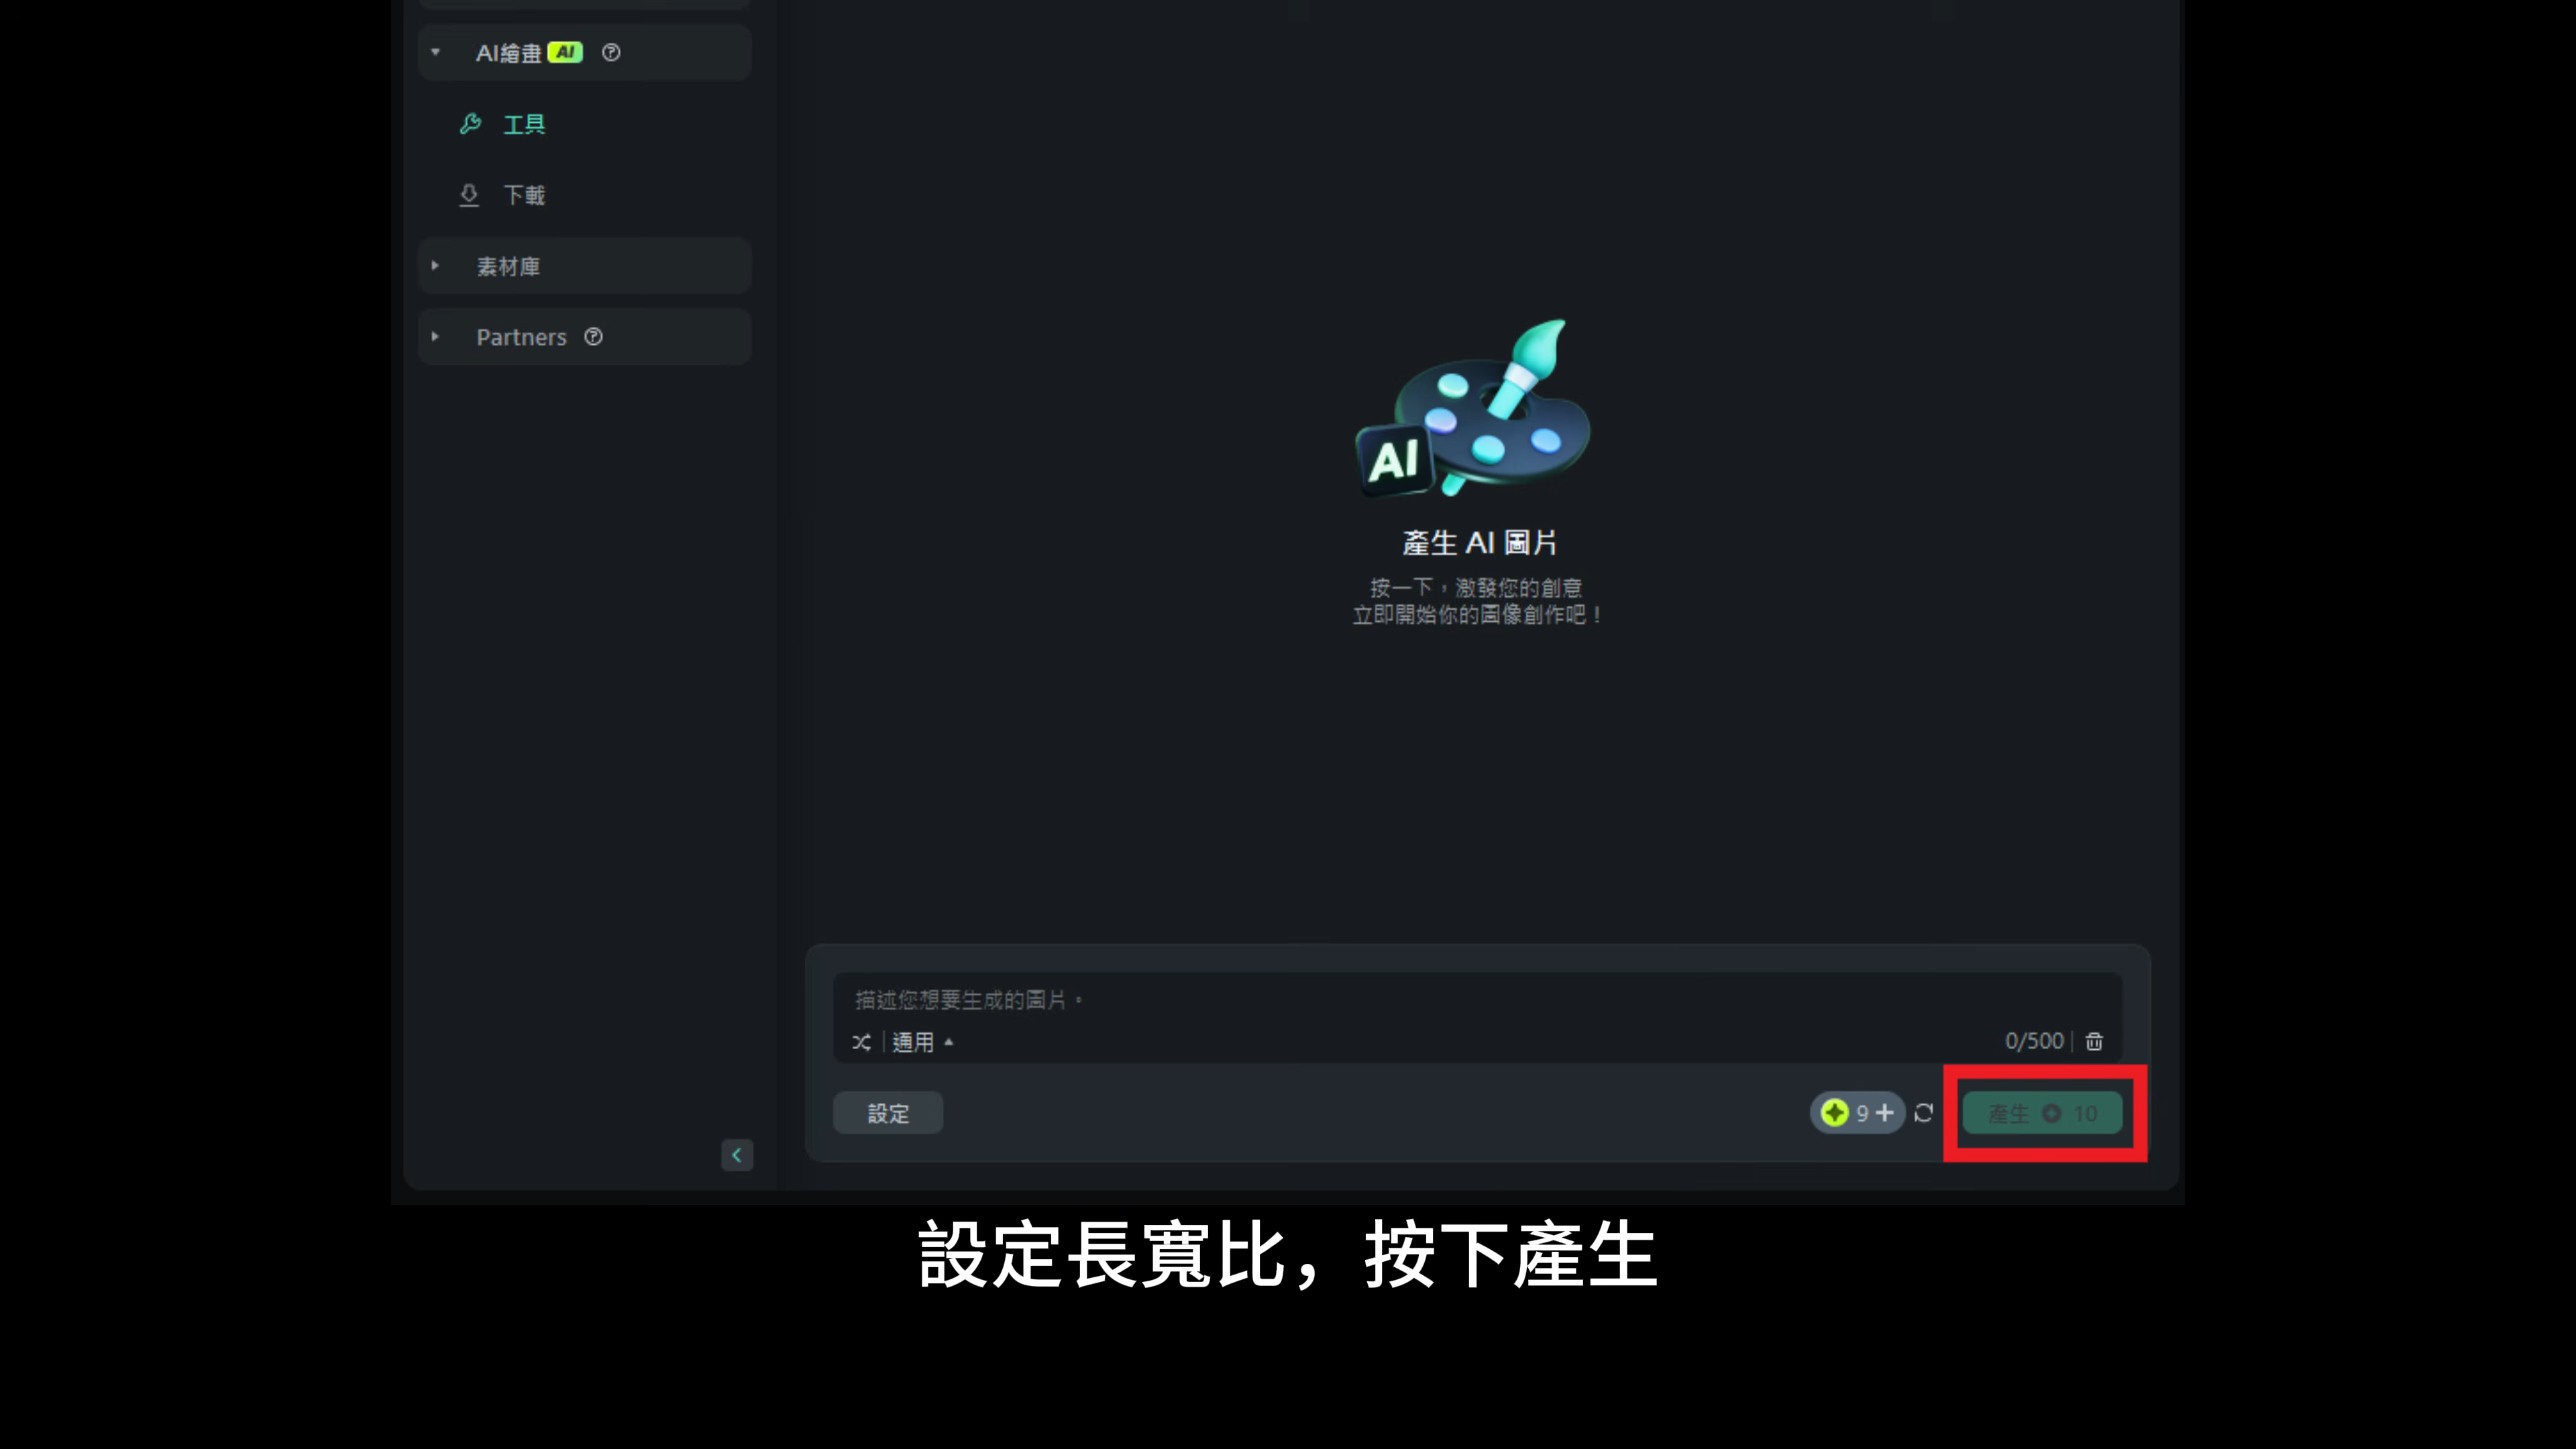 AI繪畫 AI
工具
下載
素材庫
Partners
AI
產生 AI 圖片
按一下，激發您的創意
立即開始你的圖像創作吧！
描述您想要生成的圖片。
通用
0/500
設定
9
產生 10
設定長寬比，按下產生